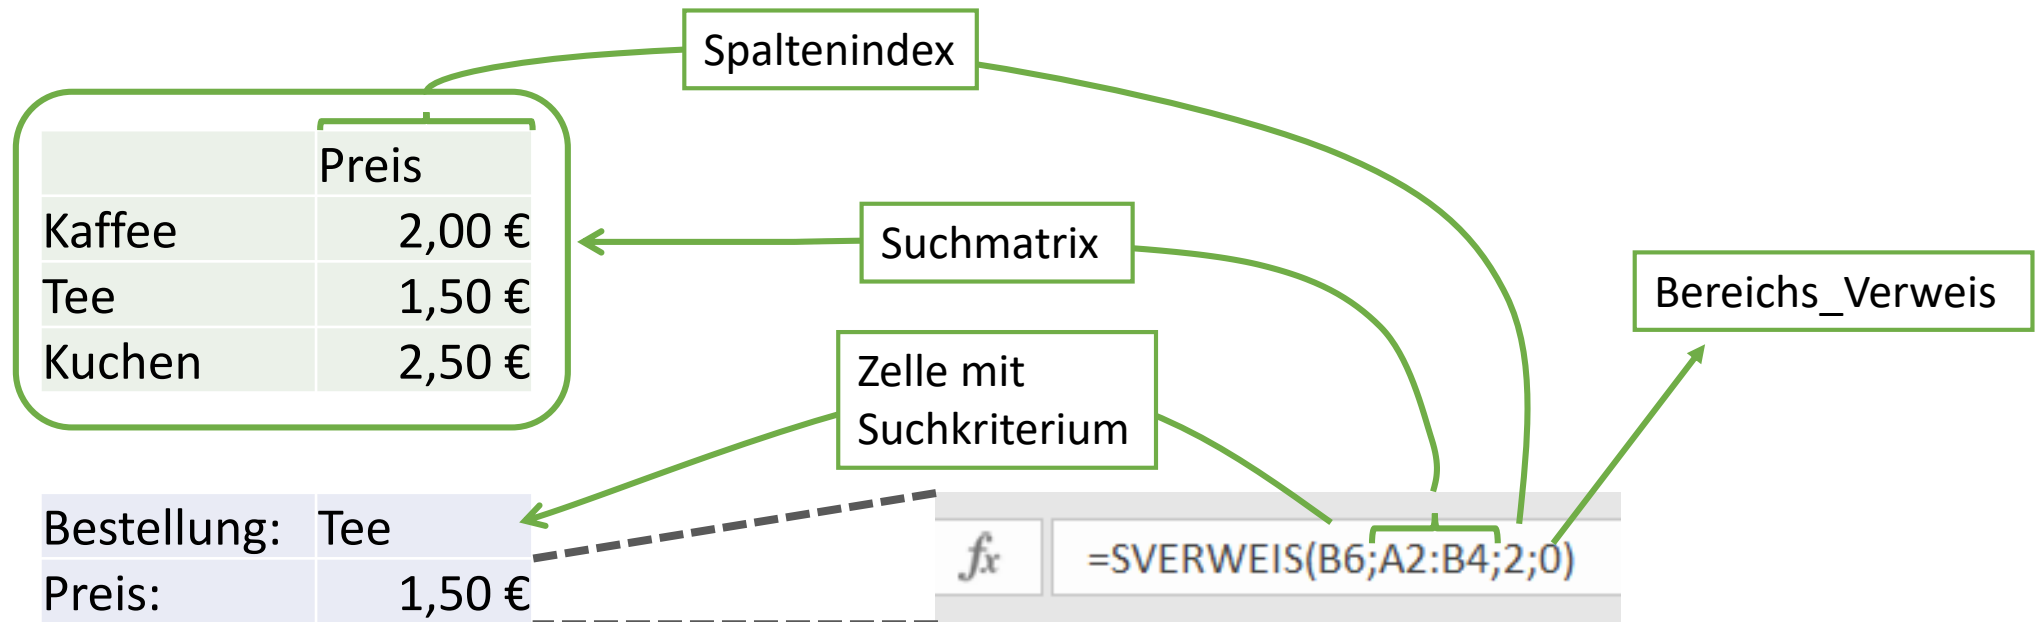 Spaltenindex
Preis
Kaffee 2,00 €
Suchmatrix
Tee 1,50 €
Bereichs_Verweis
Kuchen 2,50 €
Zelle mit
Suchkriterium
Bestellung: Tee
Preis: 1,50 €
fx =SVERWEIS(B6;A2:B4;2;0)